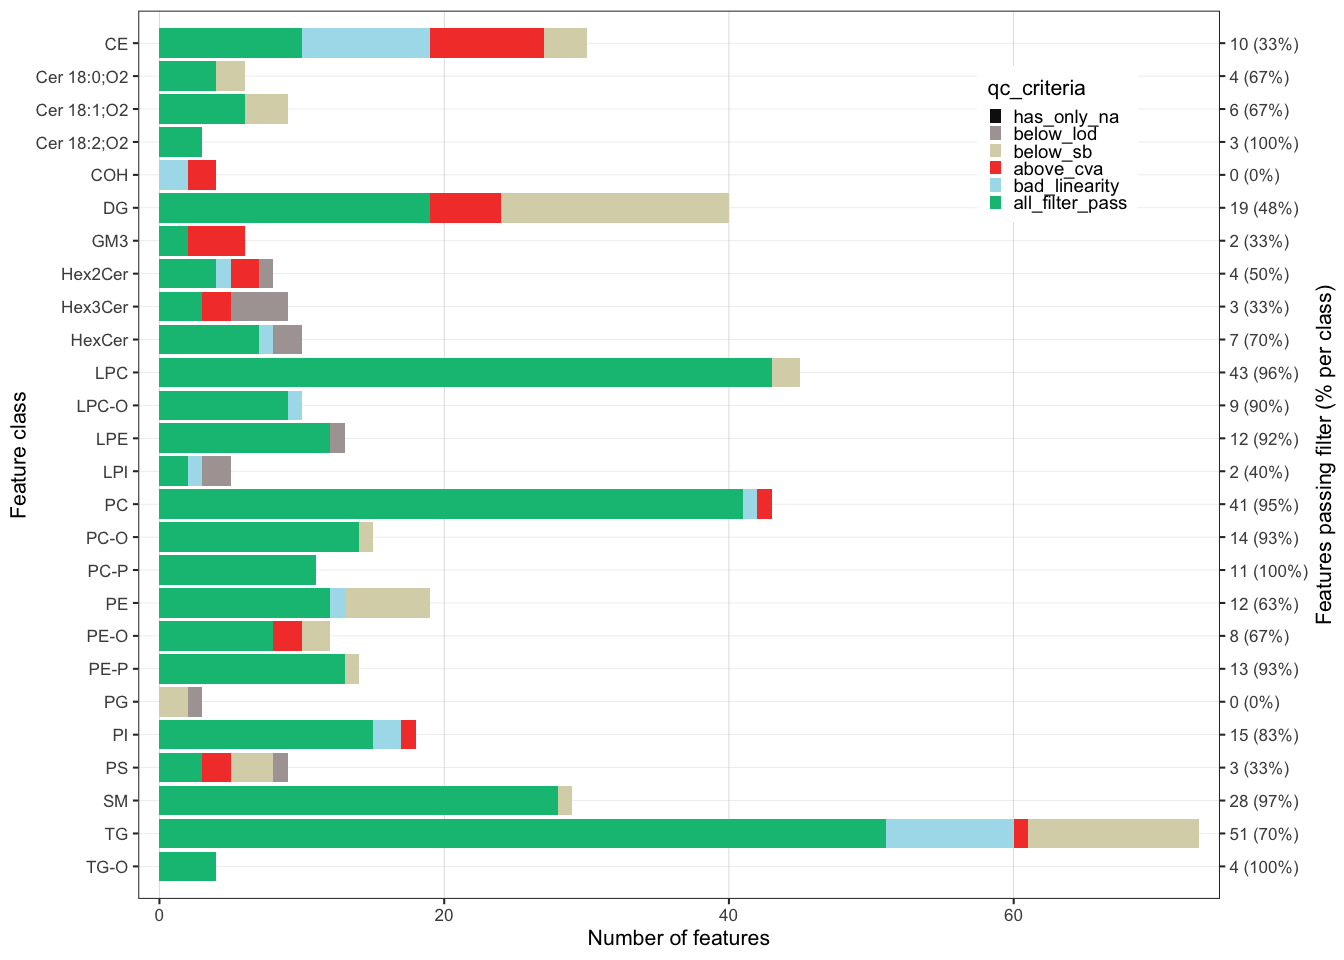 CE
10 (33%)
Cer 18:0;O2
4 (67%)
Cer 18:1;O2
6 (67%)
Cer 18:2;O2
3 (100%)
COH
0 (0%)
DG
19 (48%)
GM3
2 (33%)
Hex2Cer
4 (50%)
Hex3Cer
3 (33%)
HexCer
7 (70%)
LPC
43 (96%)
LPC-O
9 (90%)
LPE
12 (92%)
LPI
2 (40%)
PC
41 (95%)
PC-O
14 (93%)
PC-P
11 (100%)
PE
12 (63%)
PE-O
8 (67%)
PE-P
13 (93%)
PG
0 (0%)
PI
15 (83%)
PS
3 (33%)
SM
28 (97%)
TG
51 (70%)
TG-O
4 (100%)
qc_criteria
has_only_na
below_lod
below_sb
above_cva
bad_linearity
all_filter_pass
Feature class
Features passing filter (% per class)
0
20
40
60
Number of features